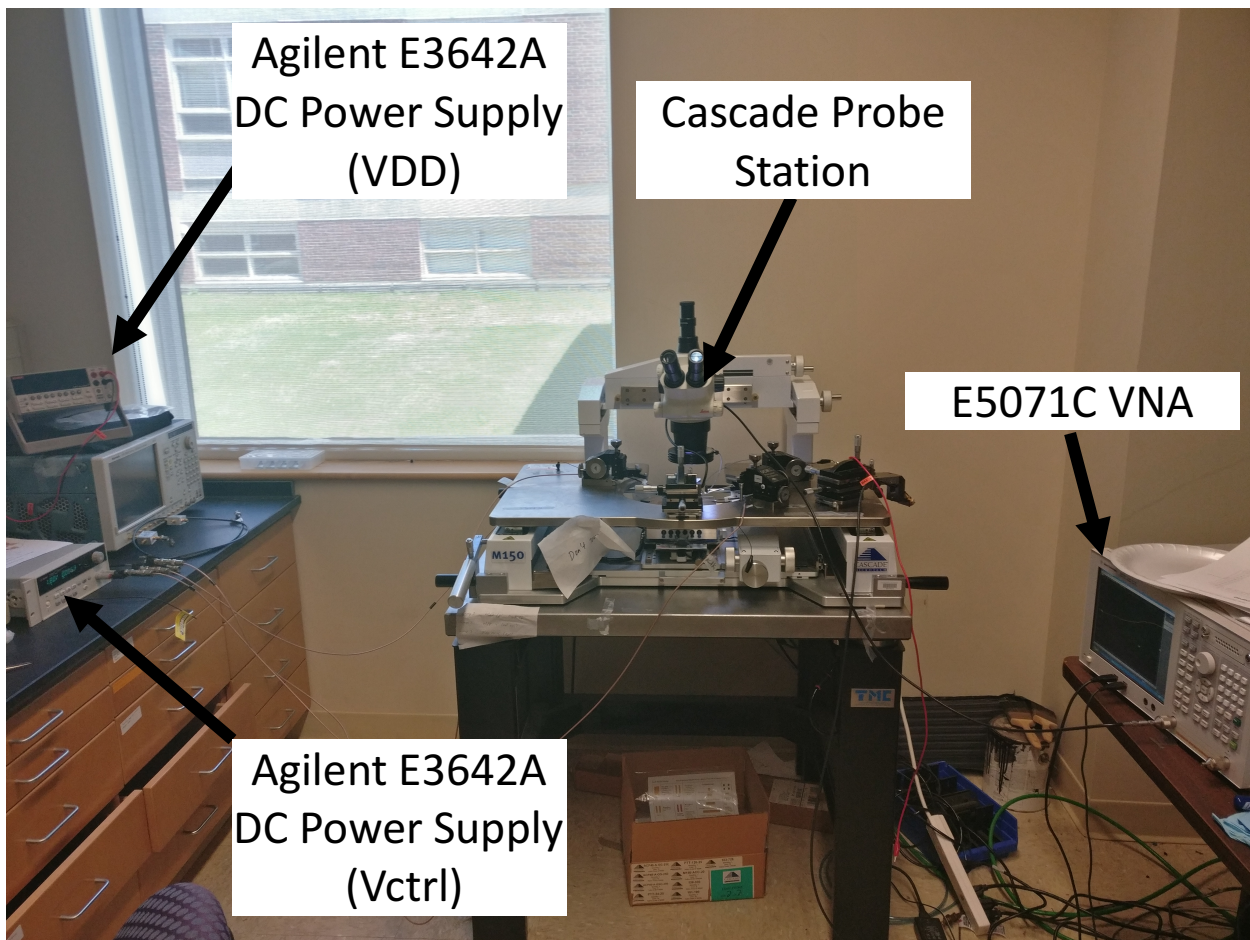 Agilent E3642A
DC Power Supply
(VDD)
Cascade Probe
Station
E5071C VNA
M150
CASCADE
TMC
Agilent E3642A
DC Power Supply
(Vctrl)